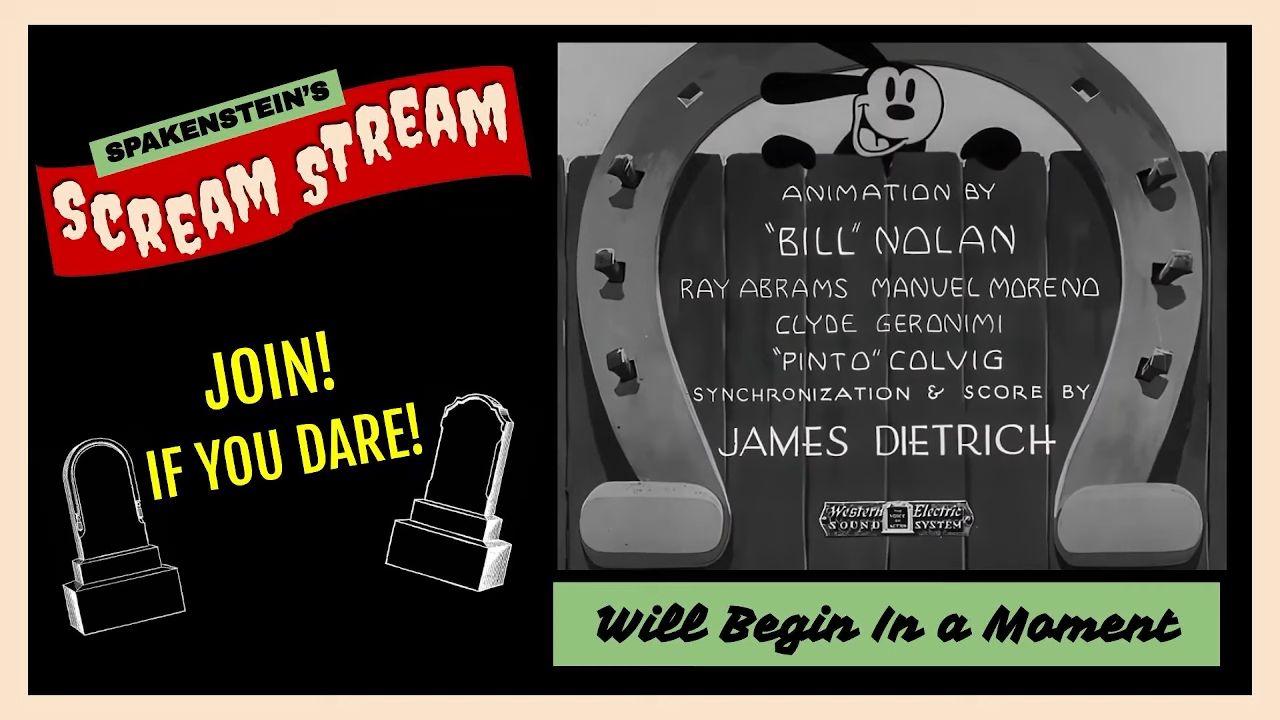 SPAKENSTEIN'S
SCREAM STREAM
JOIN!
IF YOU DARE!
ANIMATION BY
"BILL" NOLAN
RAY ABRAMS MANUEL MORENO
CLYDE GERONIMI
"PINTO" COLVIG
SYNCHRONIZATION & SCORE BY
JAMES DIETRICH
Western Electric
SOUND SYSTEM
Will Begin In a Moment